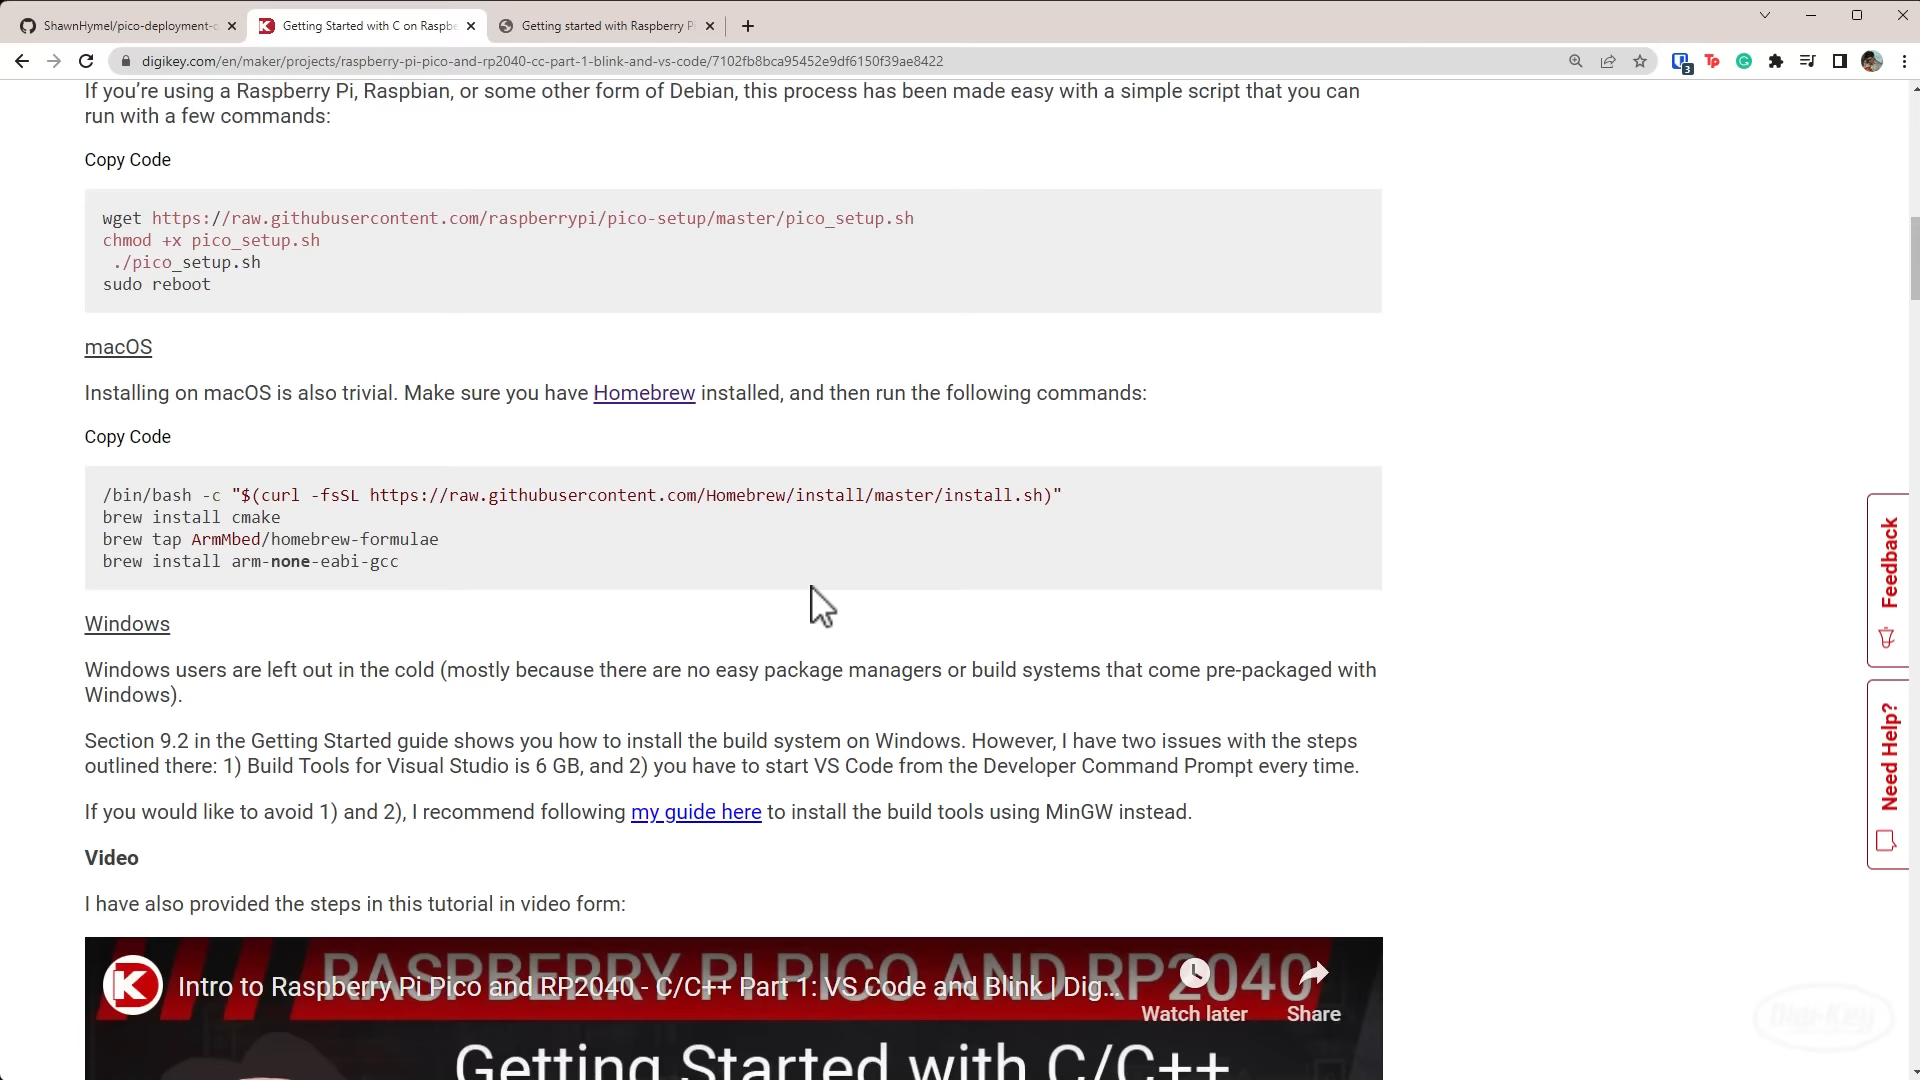 ShawnHymel/pico-deployment-c
Getting Started with C on Raspbe
Getting started with Raspberry P
digikey.com/en/maker/projects/raspberry-pi-pico-and-rp2040-cc-part-1-blink-and-vs-code/7102fb8bca95452e9df6150f39ae8422
3
Tp
If you’re using a Raspberry Pi, Raspbian, or some other form of Debian, this process has been made easy with a simple script that you can
run with a few commands:
Copy Code
wget https://raw.githubusercontent.com/raspberrypi/pico-setup/master/pico_setup.sh
chmod +x pico_setup.sh
./pico_setup.sh
sudo reboot
macOS
Installing on macOS is also trivial. Make sure you have Homebrew installed, and then run the following commands:
Copy Code
/bin/bash -c "$(curl -fsSL https://raw.githubusercontent.com/Homebrew/install/master/install.sh)"
brew install cmake
brew tap ArmMbed/homebrew-formulae
brew install arm-none-eabi-gcc
Windows
Windows users are left out in the cold (mostly because there are no easy package managers or build systems that come pre-packaged with
Windows).
Section 9.2 in the Getting Started guide shows you how to install the build system on Windows. However, I have two issues with the steps
outlined there: 1) Build Tools for Visual Studio is 6 GB, and 2) you have to start VS Code from the Developer Command Prompt every time.
If you would like to avoid 1) and 2), I recommend following my guide here to install the build tools using MinGW instead.
Video
I have also provided the steps in this tutorial in video form:
RASPBERRY PI PICO AND RP2040
K
Intro to Raspberry Pi Pico and RP2040 - C/C++ Part 1: VS Code and Blink | Dig...
Watch later
Share
Getting Started with C/C++
Feedback
Need Help?
Digi-Key